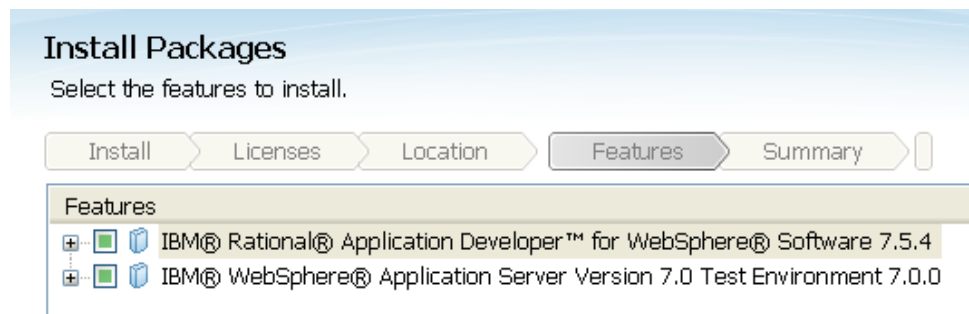 Install Packages
Select the features to install.
Install Licenses Location Features Summary
Features
IBM® Rational® Application Developer™ for WebSphere® Software 7.5.4
IBM® WebSphere® Application Server Version 7.0 Test Environment 7.0.0